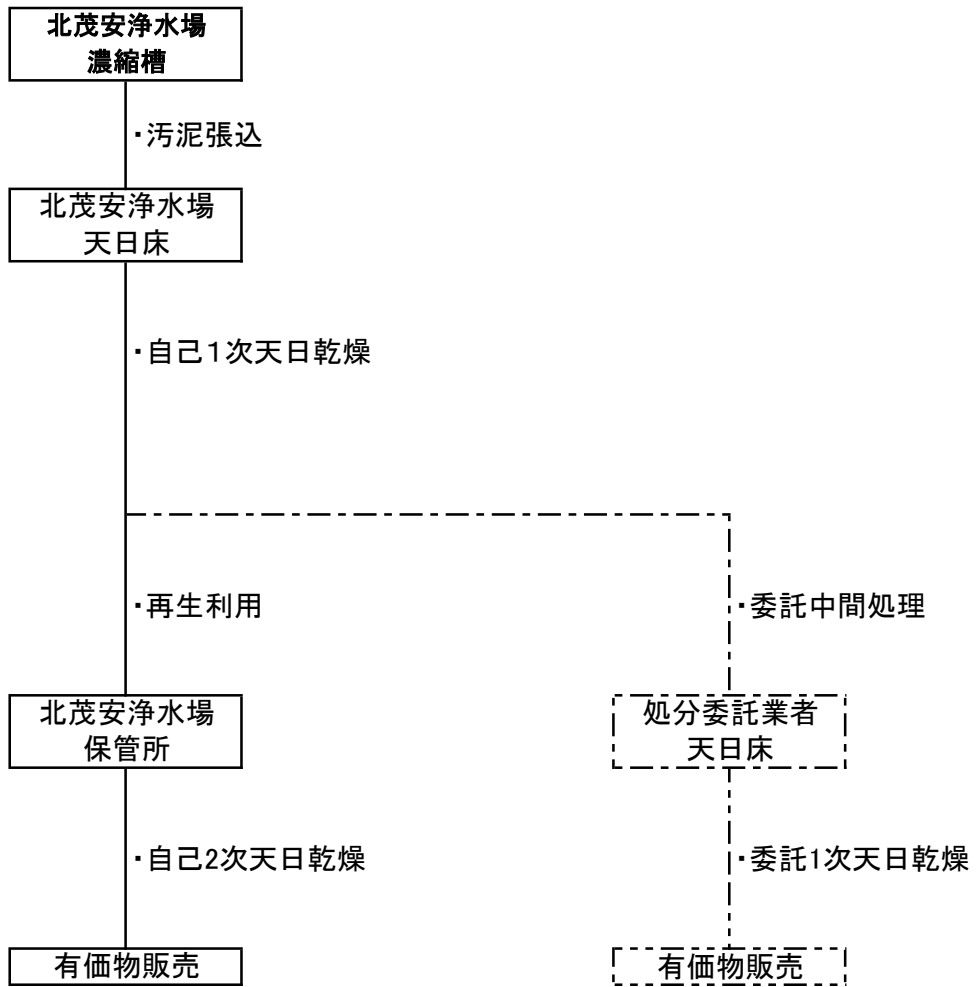 北茂安浄水場
濃縮槽
・汚泥張込
北茂安浄水場
天日床
・自己１次天日乾燥
・再生利用
・委託中間処理
北茂安浄水場
保管所
処分委託業者
天日床
・自己2次天日乾燥
・委託1次天日乾燥
有価物販売
有価物販売